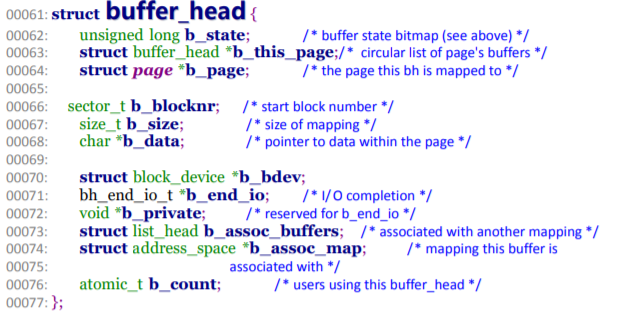 00061: struct buffer_head {
00062: unsigned long b_state; /* buffer state bitmap (see above) */
00063: struct buffer_head *b_this_page;/* circular list of page's buffers */
00064: struct page *b_page; /* the page this bh is mapped to */
00065:
00066: sector_t b_blocknr; /* start block number */
00067: size_t b_size; /* size of mapping */
00068: char *b_data; /* pointer to data within the page */
00069:
00070: struct block_device *b_bdev;
00071: bh_end_io_t *b_end_io; /* I/O completion */
00072: void *b_private; /* reserved for b_end_io */
00073: struct list_head b_assoc_buffers; /* associated with another mapping */
00074: struct address_space *b_assoc_map; /* mapping this buffer is
00075: associated with */
00076: atomic_t b_count; /* users using this buffer_head */
00077: };